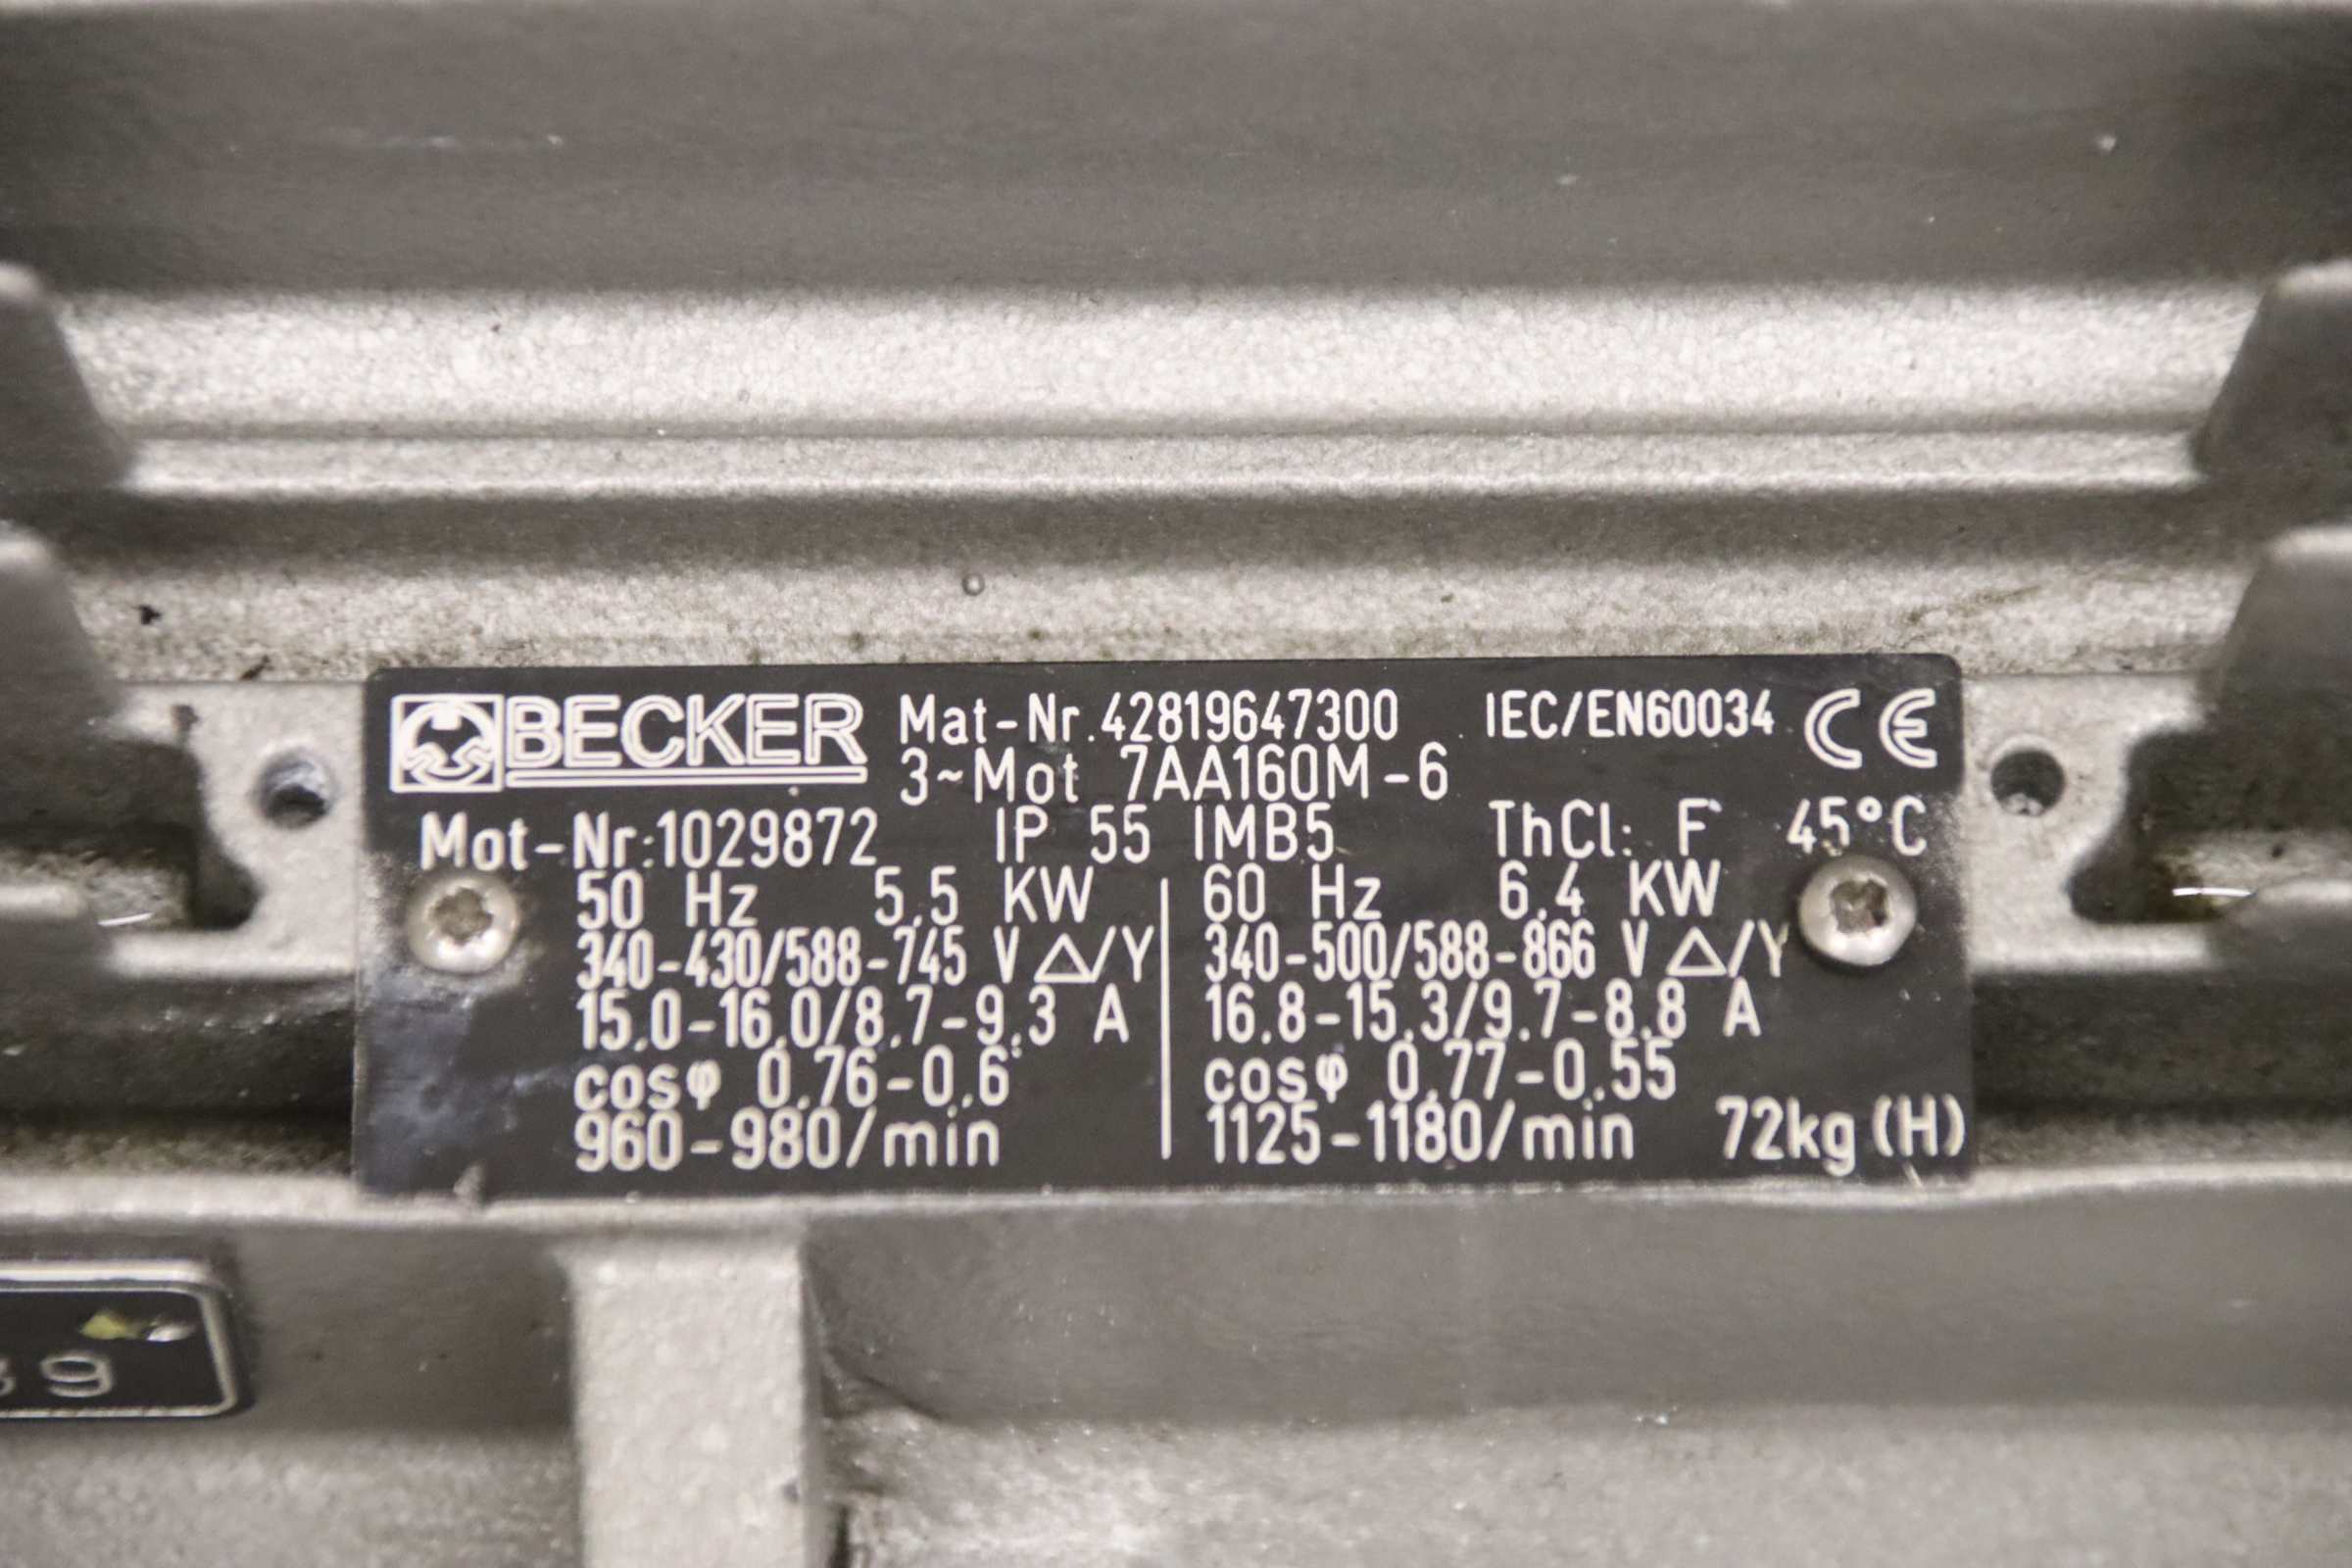 BECKER Mat-Nr.42819647300 IEC/EN60034 CE
3~Mot 7AA160M-6
Mot-Nr:1029872 IP 55 IMB5 ThCl: F 45°C
50 Hz 5.5 KW 60 Hz 6.4 KW
340-430/588-745 V △/Y 340-500/588-866 V △/Y
15.0-16.0/8.7-9.3 A 16.8-15.3/9.7-8.8 A
cosφ 0.76-0.6 cosφ 0.77-0.55
960-980/min 1125-1180/min 72kg (H)